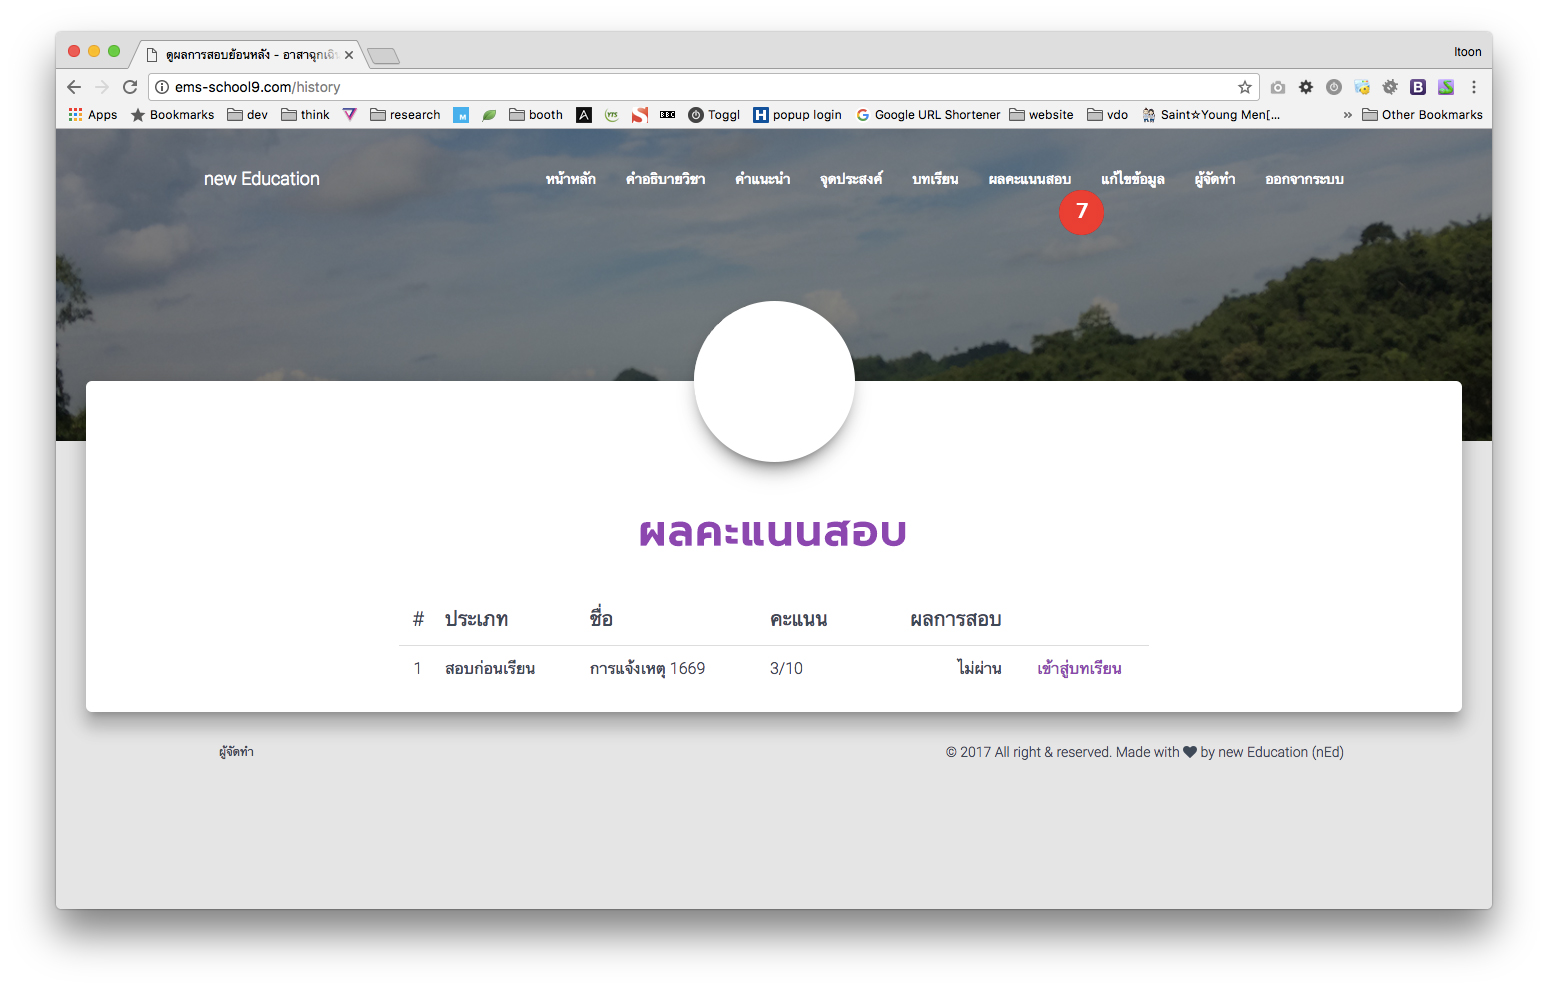 ดูผลการสอบย้อนหลัง - อาสาฉุกเฉิน
Itoon
ems-school9.com/history
Apps Bookmarks dev think research M booth A YTS S BBC Toggl H popup login G Google URL Shortener website vdo Saint☆Young Men[... » Other Bookmarks
new Education หน้าหลัก คำอธิบายวิชา คำแนะนำ จุดประสงค์ บทเรียน ผลคะแนนสอบ แก้ไขข้อมูล ผู้จัดทำ ออกจากระบบ
7
ผลคะแนนสอบ
# ประเภท ชื่อ คะแนน ผลการสอบ
1 สอบก่อนเรียน การแจ้งเหตุ 1669 3/10 ไม่ผ่าน เข้าสู่บทเรียน
ผู้จัดทำ © 2017 All right & reserved. Made with ♥ by new Education (nEd)